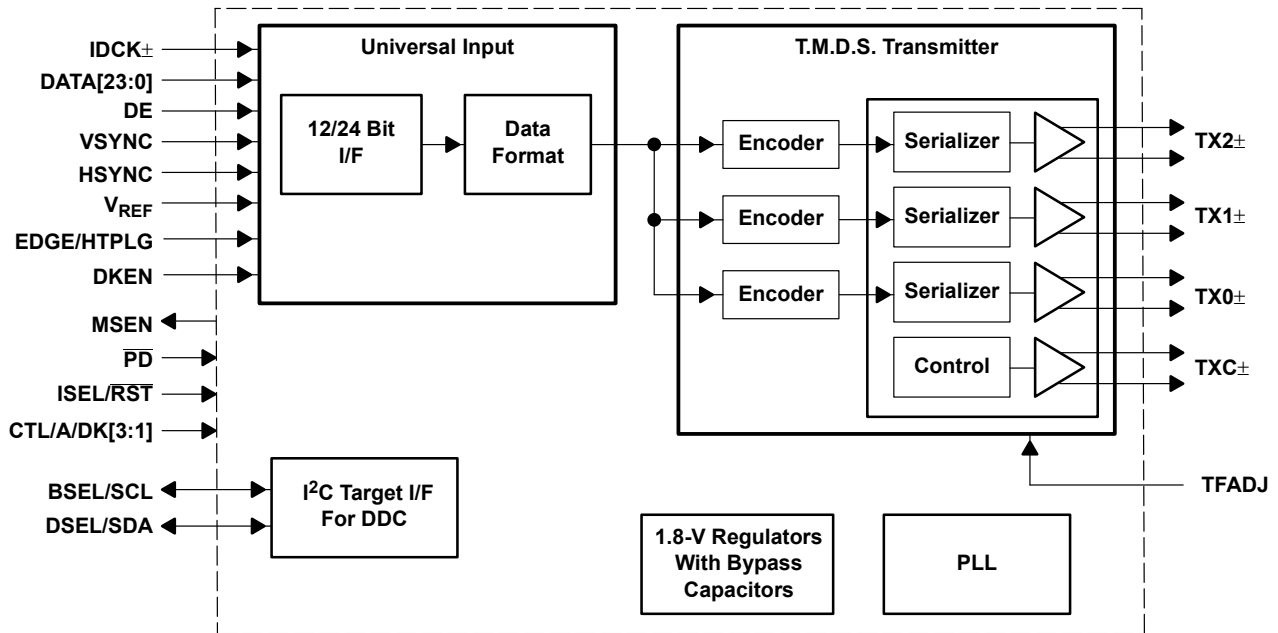 IDCK±
DATA[23:0]
DE
VSYNC
HSYNC
VREF
EDGE/HTPLG
DKEN
MSEN
PD
ISEL/RST
CTL/A/DK[3:1]
BSEL/SCL
DSEL/SDA
Universal Input
12/24 Bit
I/F
Data
Format
T.M.D.S. Transmitter
Encoder
Serializer
Encoder
Serializer
Encoder
Serializer
Control
TX2±
TX1±
TX0±
TXC±
TFADJ
I2C Target I/F
For DDC
1.8-V Regulators
With Bypass
Capacitors
PLL